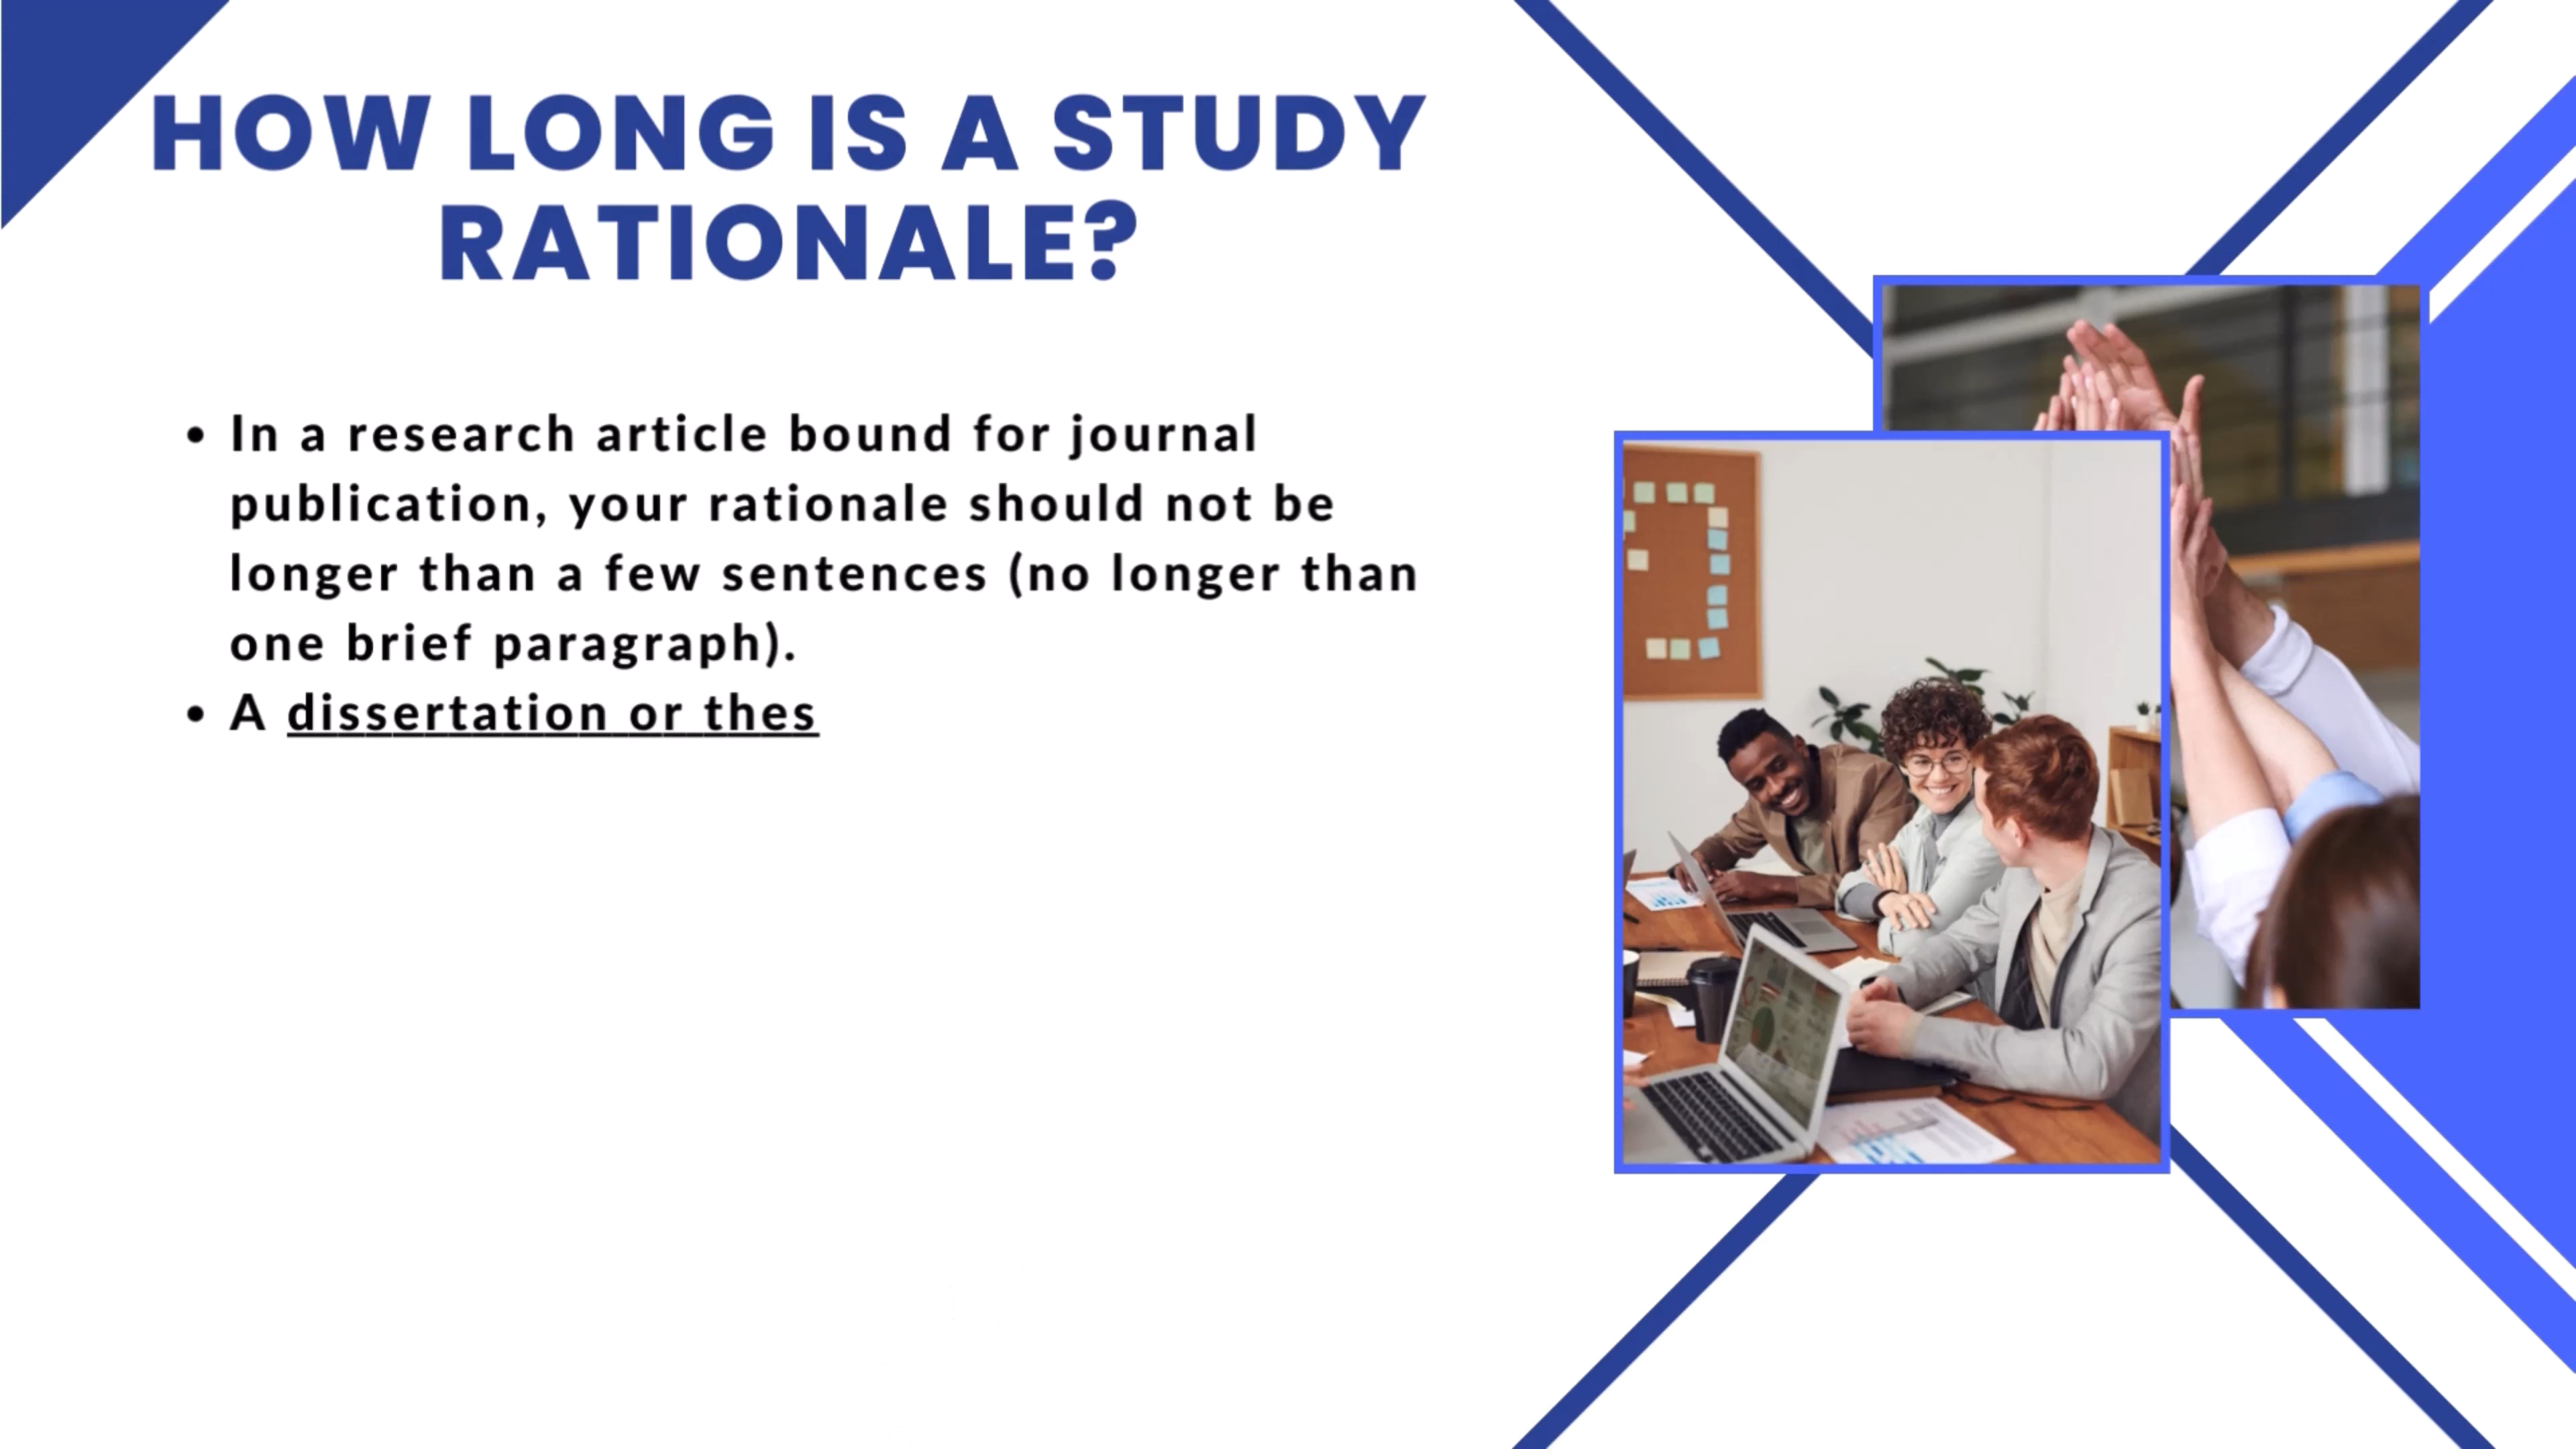 HOW LONG IS A STUDY
RATIONALE?
• In a research article bound for journal
publication, your rationale should not be
longer than a few sentences (no longer than
one brief paragraph).
• A dissertation or thes